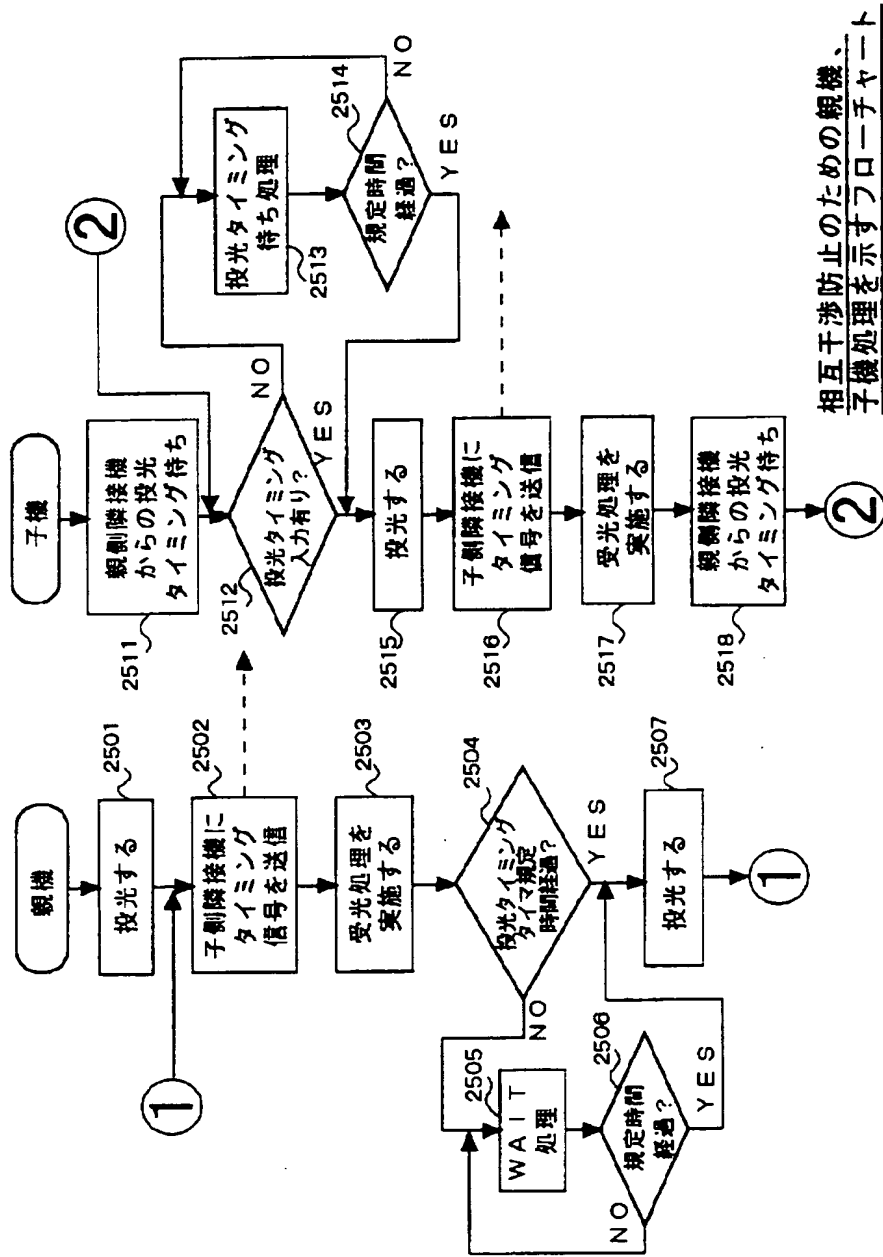 親機
2501
投光する
①
2502
子側隣接機に
タイミング
信号を送信
2503
受光処理を
実施する
2504
投光タイミング
タイマ規定
時間経過?
NO
YES
2505
WAIT
処理
2506
規定時間
経過?
NO
YES
2507
投光する
①
子機
2511
親側隣接機
からの投光
タイミング待ち
②
2512
投光タイミング
入力有り?
NO
YES
2513
投光タイミング
待ち処理
2514
規定時間
経過?
NO
YES
2515
投光する
2516
子側隣接機に
タイミング
信号を送信
2517
受光処理を
実施する
2518
親側隣接機
からの投光
タイミング待ち
②
相互干渉防止のための親機、
子機処理を示すフローチャート